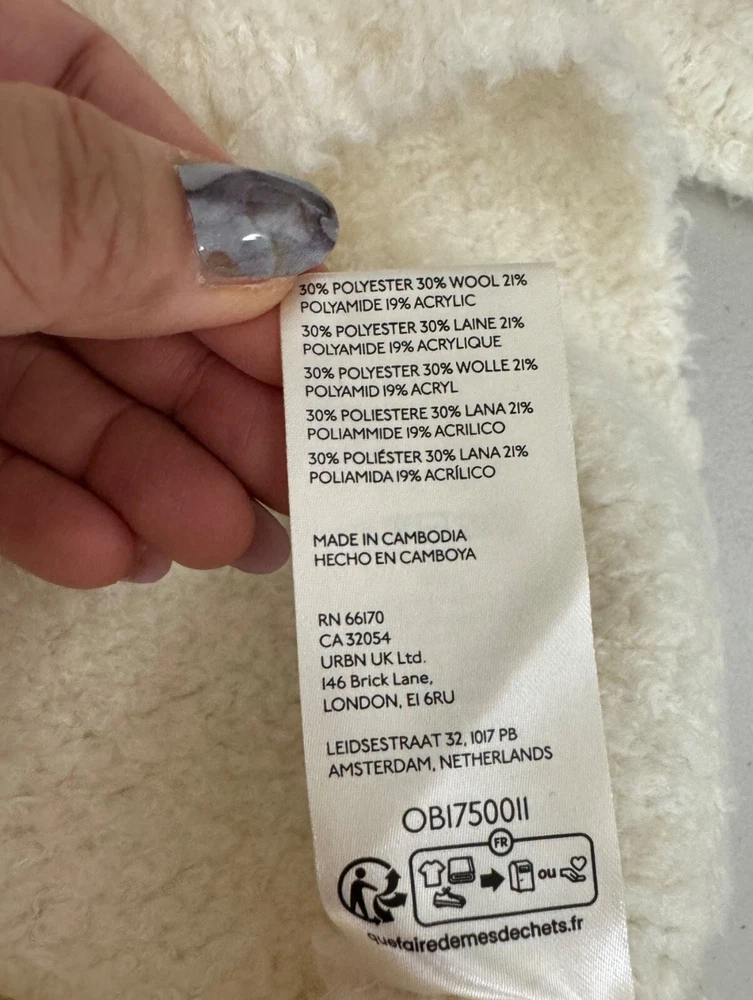 30% POLYESTER 30% WOOL 21%
POLYAMIDE 19% ACRYLIC
30% POLYESTER 30% LAINE 21%
POLYAMIDE 19% ACRYLIQUE
30% POLYESTER 30% WOLLE 21%
POLYAMID 19% ACRYL
30% POLIESTERE 30% LANA 21%
POLIAMMIDE 19% ACRILICO
30% POLIÉSTER 30% LANA 21%
POLIAMIDA 19% ACRÍLICO
MADE IN CAMBODIA
HECHO EN CAMBOYA
RN 66170
CA 32054
URBN UK Ltd.
146 Brick Lane,
LONDON, E1 6RU
LEIDSESTRAAT 32, 1017 PB
AMSTERDAM, NETHERLANDS
OB1750011
FR
ou
quefairedemesdechets.fr